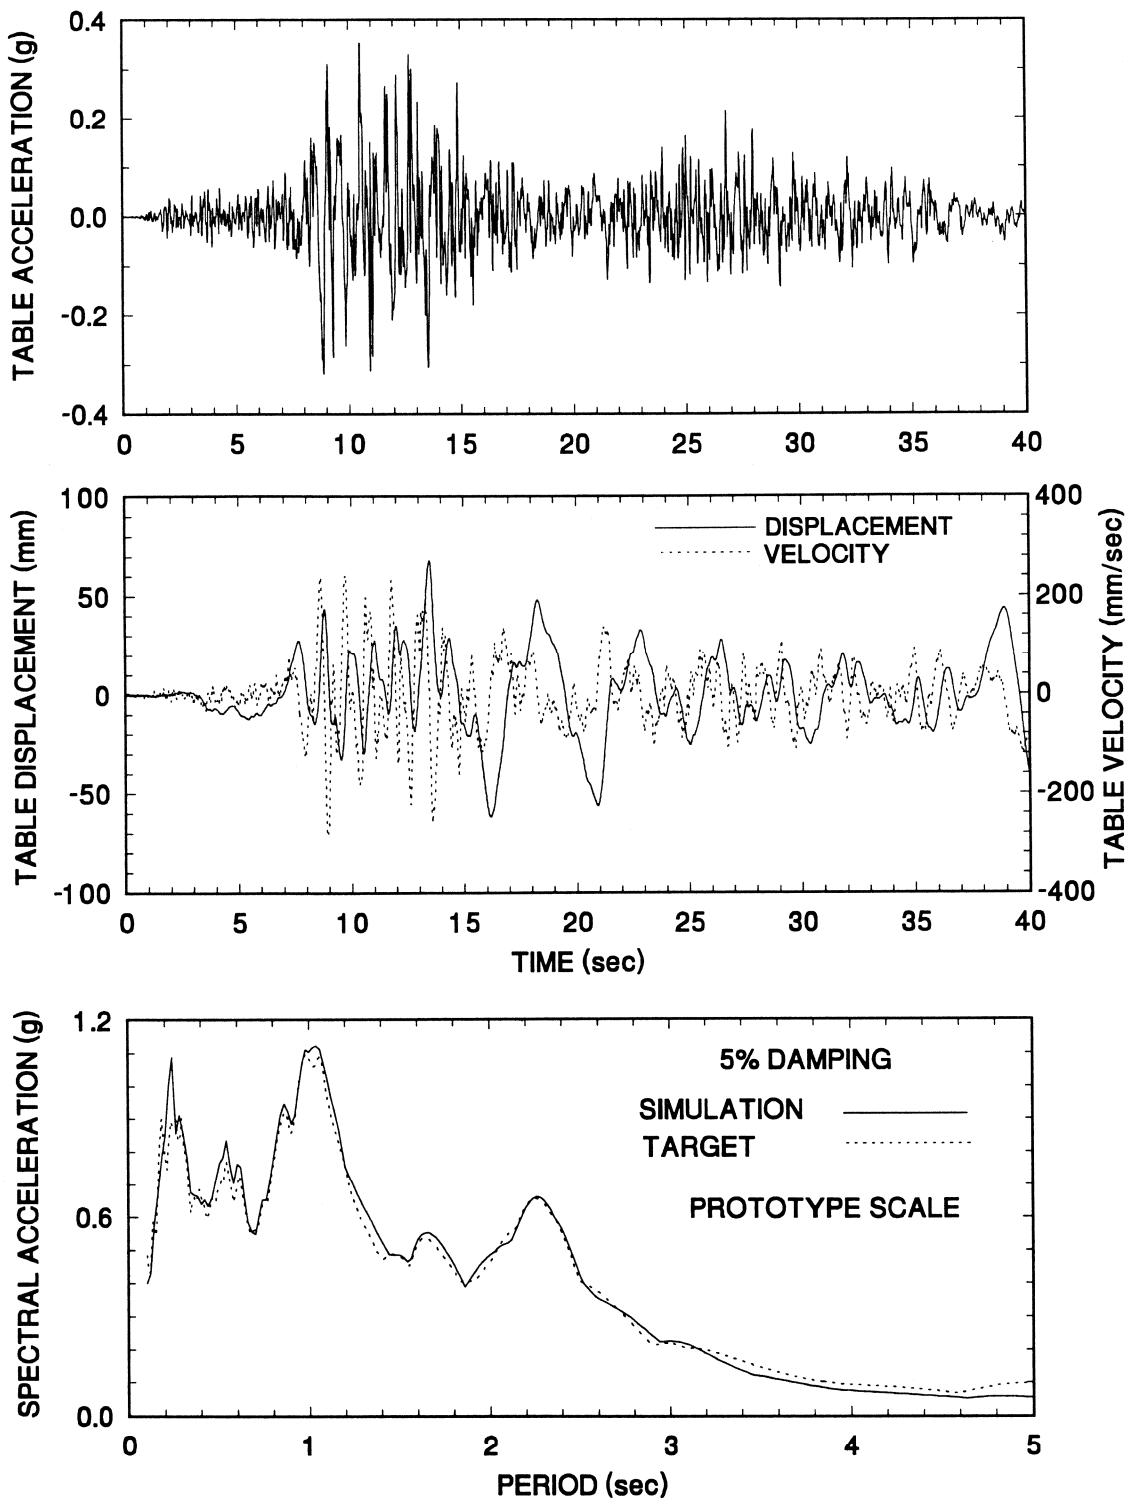 TABLE ACCELERATION (g)
0.4
0.2
0.0
-0.2
-0.4
0 5 10 15 20 25 30 35 40
TABLE DISPLACEMENT (mm)
100
50
0
-50
-100
DISPLACEMENT
VELOCITY
400
200
0
-200
-400
TABLE VELOCITY (mm/sec)
0 5 10 15 20 25 30 35 40
TIME (sec)
SPECTRAL ACCELERATION (g)
1.2
0.6
0.0
5% DAMPING
SIMULATION
TARGET
PROTOTYPE SCALE
0 1 2 3 4 5
PERIOD (sec)